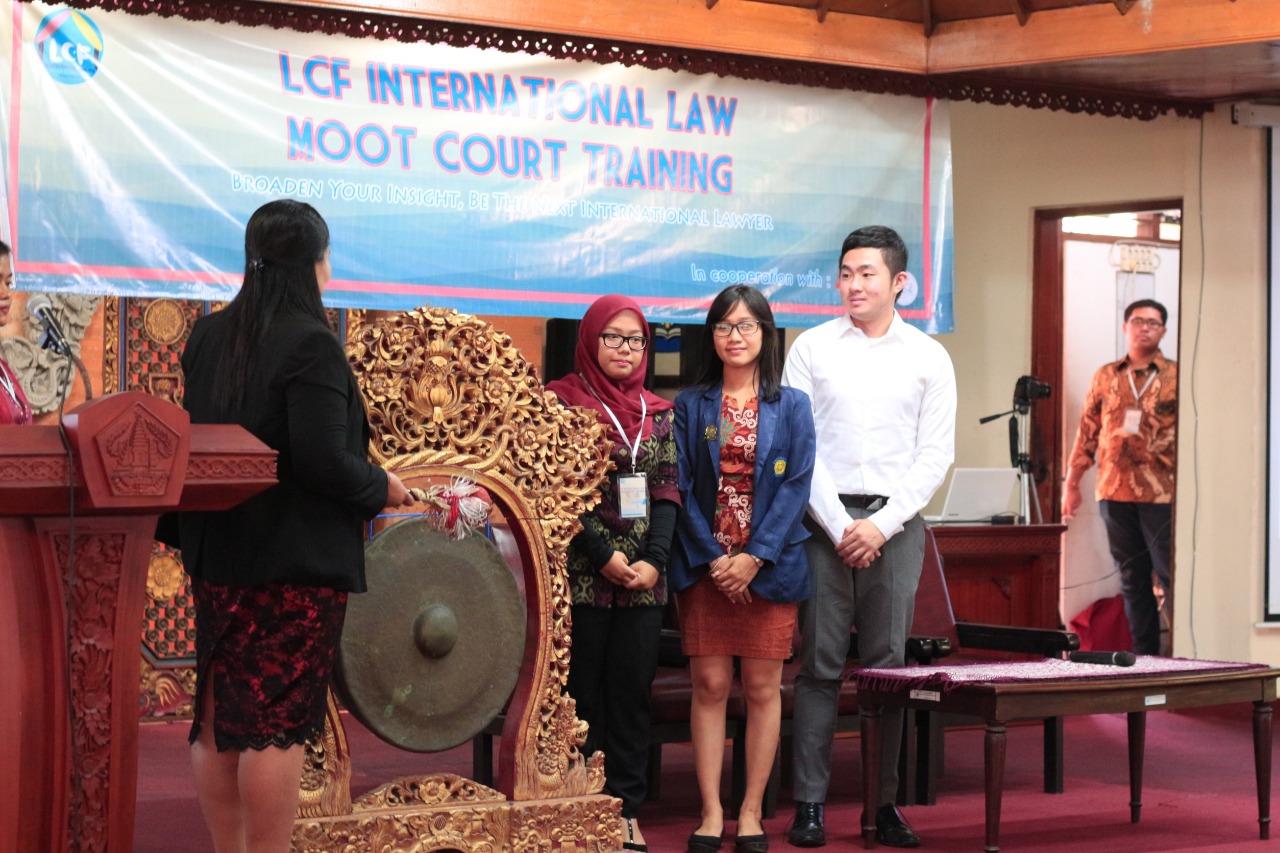 LCF
LCF INTERNATIONAL LAW
MOOT COURT TRAINING
BROADEN YOUR INSIGHT, BE THE NEXT INTERNATIONAL LAWYER
In cooperation with :